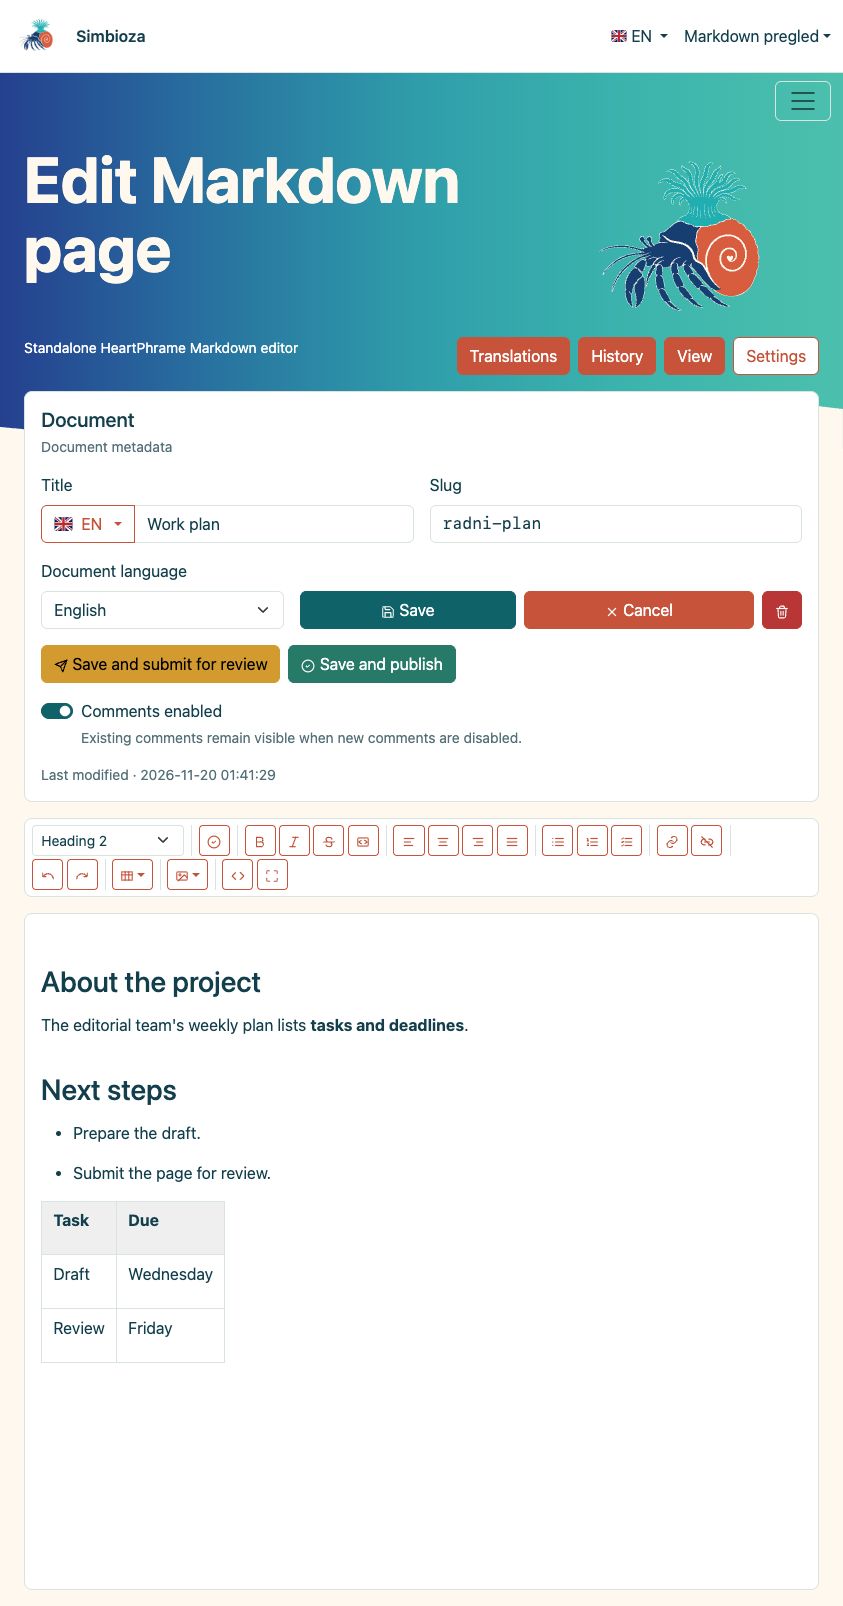 Simbioza
EN
Markdown pregled
Edit Markdown
page
Standalone HeartPhrame Markdown editor
Translations
History
View
Settings
Document
Document metadata
Title
Slug
EN
Work plan
radni-plan
Document language
English
Save
Cancel
Save and submit for review
Save and publish
Comments enabled
Existing comments remain visible when new comments are disabled.
Last modified · 2026-11-20 01:41:29
Heading 2
About the project
The editorial team's weekly plan lists tasks and deadlines.
Next steps
• Prepare the draft.
• Submit the page for review.
Task Due
Draft Wednesday
Review Friday